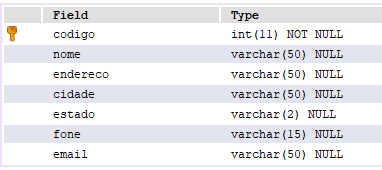 Field Type
codigo int(11) NOT NULL
nome varchar(50) NULL
endereco varchar(50) NULL
cidade varchar(50) NULL
estado varchar(2) NULL
fone varchar(15) NULL
email varchar(50) NULL